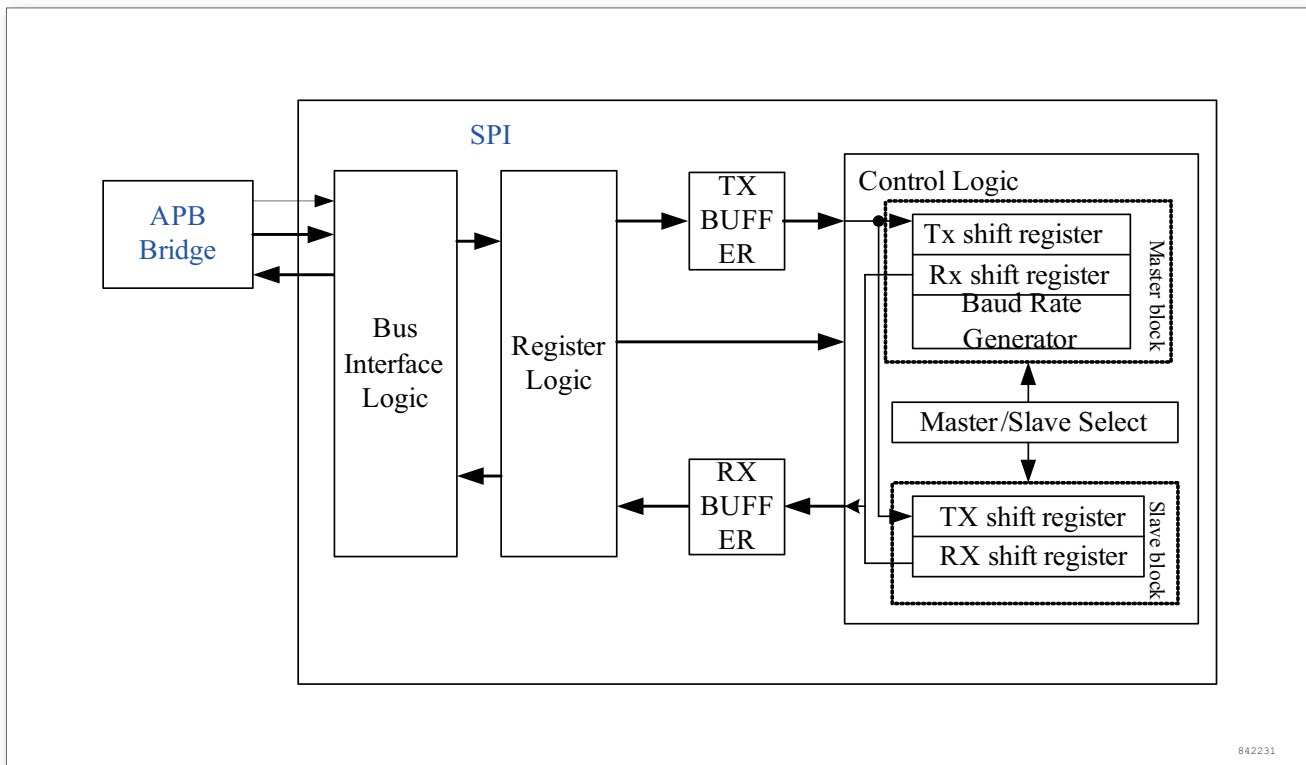 SPI
APB
Bridge
Bus
Interface
Logic
Register
Logic
TX
BUFF
ER
RX
BUFF
ER
Control Logic
Tx shift register
Rx shift register
Baud Rate
Generator
Master block
Master/Slave Select
TX shift register
RX shift register
Slave block
842231